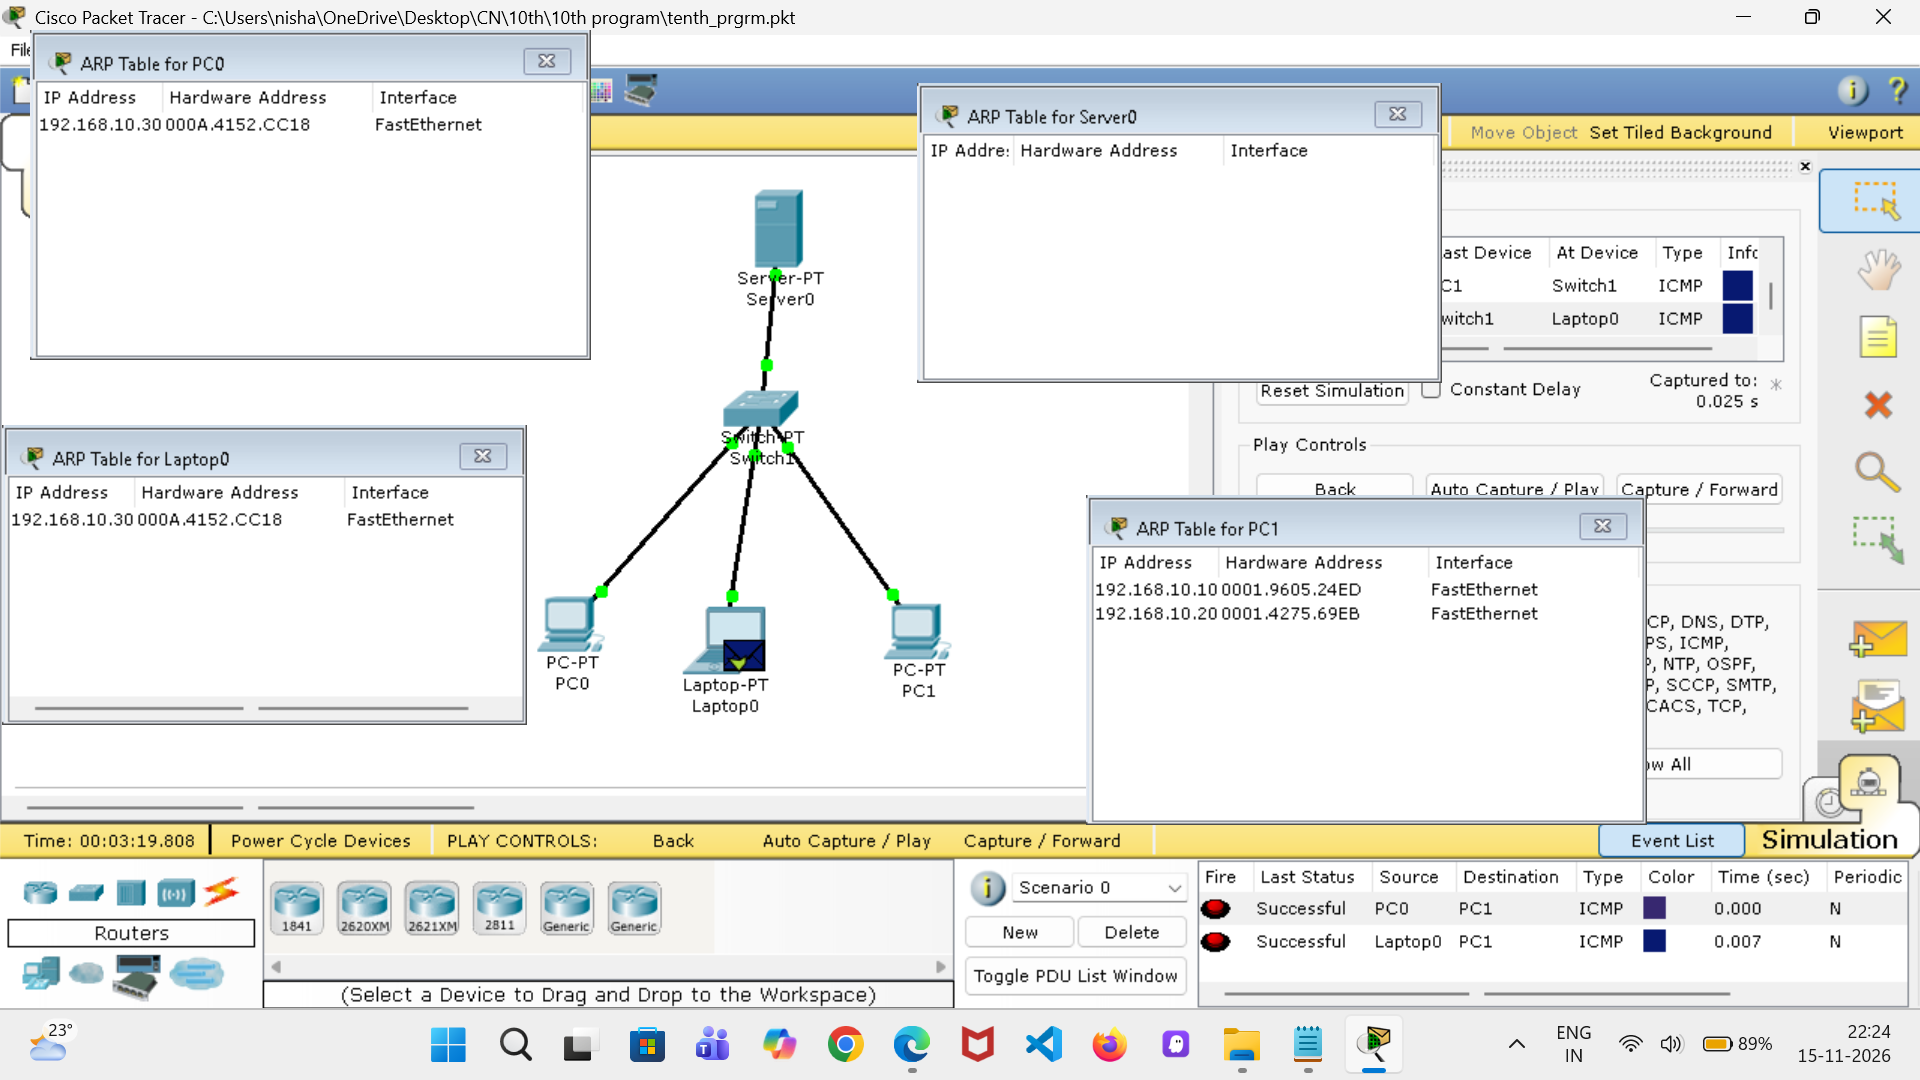 Cisco Packet Tracer - C:\Users\nisha\OneDrive\Desktop\CN\10th\10th program\tenth_prgrm.pkt
File
ARP Table for PC0
IP Address Hardware Address Interface
192.168.10.30 000A.4152.CC18 FastEthernet
ARP Table for Server0
IP Addre: Hardware Address Interface
Move Object Set Tiled Background Viewport
Server-PT
Server0
Switch-PT
Switch1
ast Device At Device Type Info
C1 Switch1 ICMP
witch1 Laptop0 ICMP
Reset Simulation Constant Delay Captured to:
0.025 s
Play Controls
Back Auto Capture / Play Capture / Forward
ARP Table for Laptop0
IP Address Hardware Address Interface
192.168.10.30 000A.4152.CC18 FastEthernet
ARP Table for PC1
IP Address Hardware Address Interface
192.168.10.10 0001.9605.24ED FastEthernet
192.168.10.20 0001.4275.69EB FastEthernet
PC-PT
PC0
Laptop-PT
Laptop0
PC-PT
PC1
CP, DNS, DTP,
PS, ICMP,
P, NTP, OSPF,
P, SCCP, SMTP,
CACS, TCP,
ow All
Time: 00:03:19.808 Power Cycle Devices PLAY CONTROLS: Back Auto Capture / Play Capture / Forward Event List Simulation
Routers
1841 2620XM 2621XM 2811 Generic Generic
(Select a Device to Drag and Drop to the Workspace)
Scenario 0
New Delete
Toggle PDU List Window
Fire Last Status Source Destination Type Color Time (sec) Periodic
Successful PC0 PC1 ICMP 0.000 N
Successful Laptop0 PC1 ICMP 0.007 N
23°
ENG
IN
89%
22:24
15-11-2026